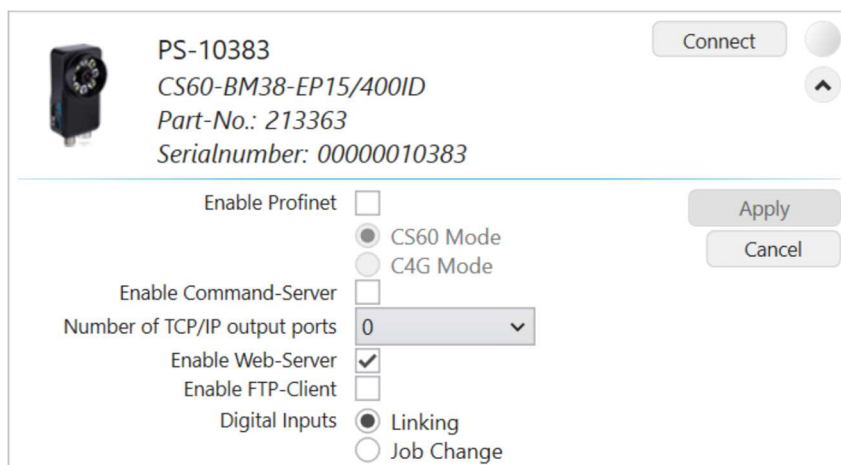 PS-10383
Connect
CS60-BM38-EP15/400ID
Part-No.: 213363
Serialnumber: 00000010383
Enable Profinet
Apply
CS60 Mode
Cancel
C4G Mode
Enable Command-Server
Number of TCP/IP output ports 0
Enable Web-Server
Enable FTP-Client
Digital Inputs Linking
Job Change